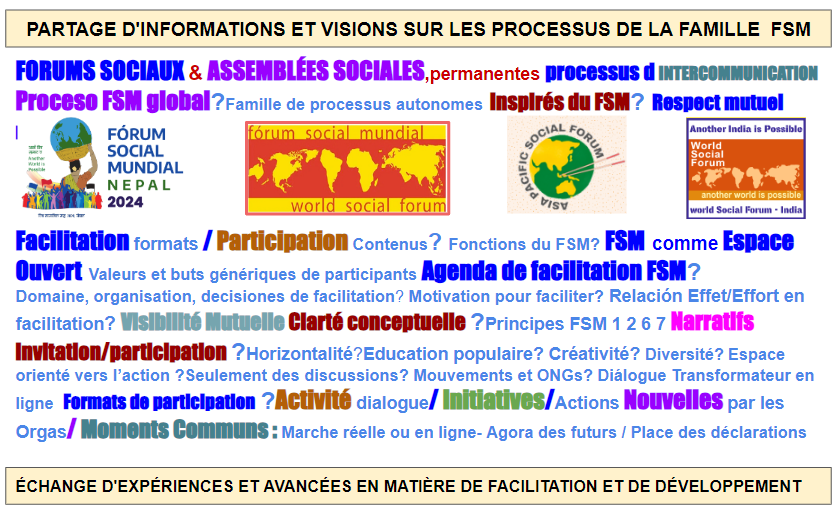 PARTAGE D'INFORMATIONS ET VISIONS SUR LES PROCESSUS DE LA FAMILLE FSM
FORUMS SOCIAUX & ASSEMBLÉES SOCIALES,permanentes processus d INTERCOMMUNICATION
Proceso FSM global?Famille de processus autonomes Inspirés du FSM? Respect mutuel
Another World is Possible
FÓRUM
SOCIAL
MUNDIAL
NEPAL
2024
fórum social mundial
world social forum
ASIA PACIFIC SOCIAL FORUM
Another India is Possible
World
Social
Forum
another world is possible
world Social Forum • India
Facilitation formats / Participation Contenus? Fonctions du FSM? FSM comme Espace
Ouvert Valeurs et buts génériques de participants Agenda de facilitation FSM?
Domaine, organisation, decisiones de facilitation? Motivation pour faciliter? Relación Effet/Effort en
facilitation? Visibilité Mutuelle Clarté conceptuelle ?Principes FSM 1 2 6 7 Narratifs
Invitation/participation ?Horizontalité?Education populaire? Créativité? Diversité? Espace
orienté vers l'action ?Seulement des discussions? Mouvements et ONGs? Diálogue Transformateur en
ligne Formats de participation ?Activité dialogue/ Initiatives/Actions Nouvelles par les
Orgas/ Moments Communs : Marche réelle ou en ligne- Agora des futurs / Place des déclarations
ÉCHANGE D'EXPÉRIENCES ET AVANCÉES EN MATIÈRE DE FACILITATION ET DE DÉVELOPPEMENT